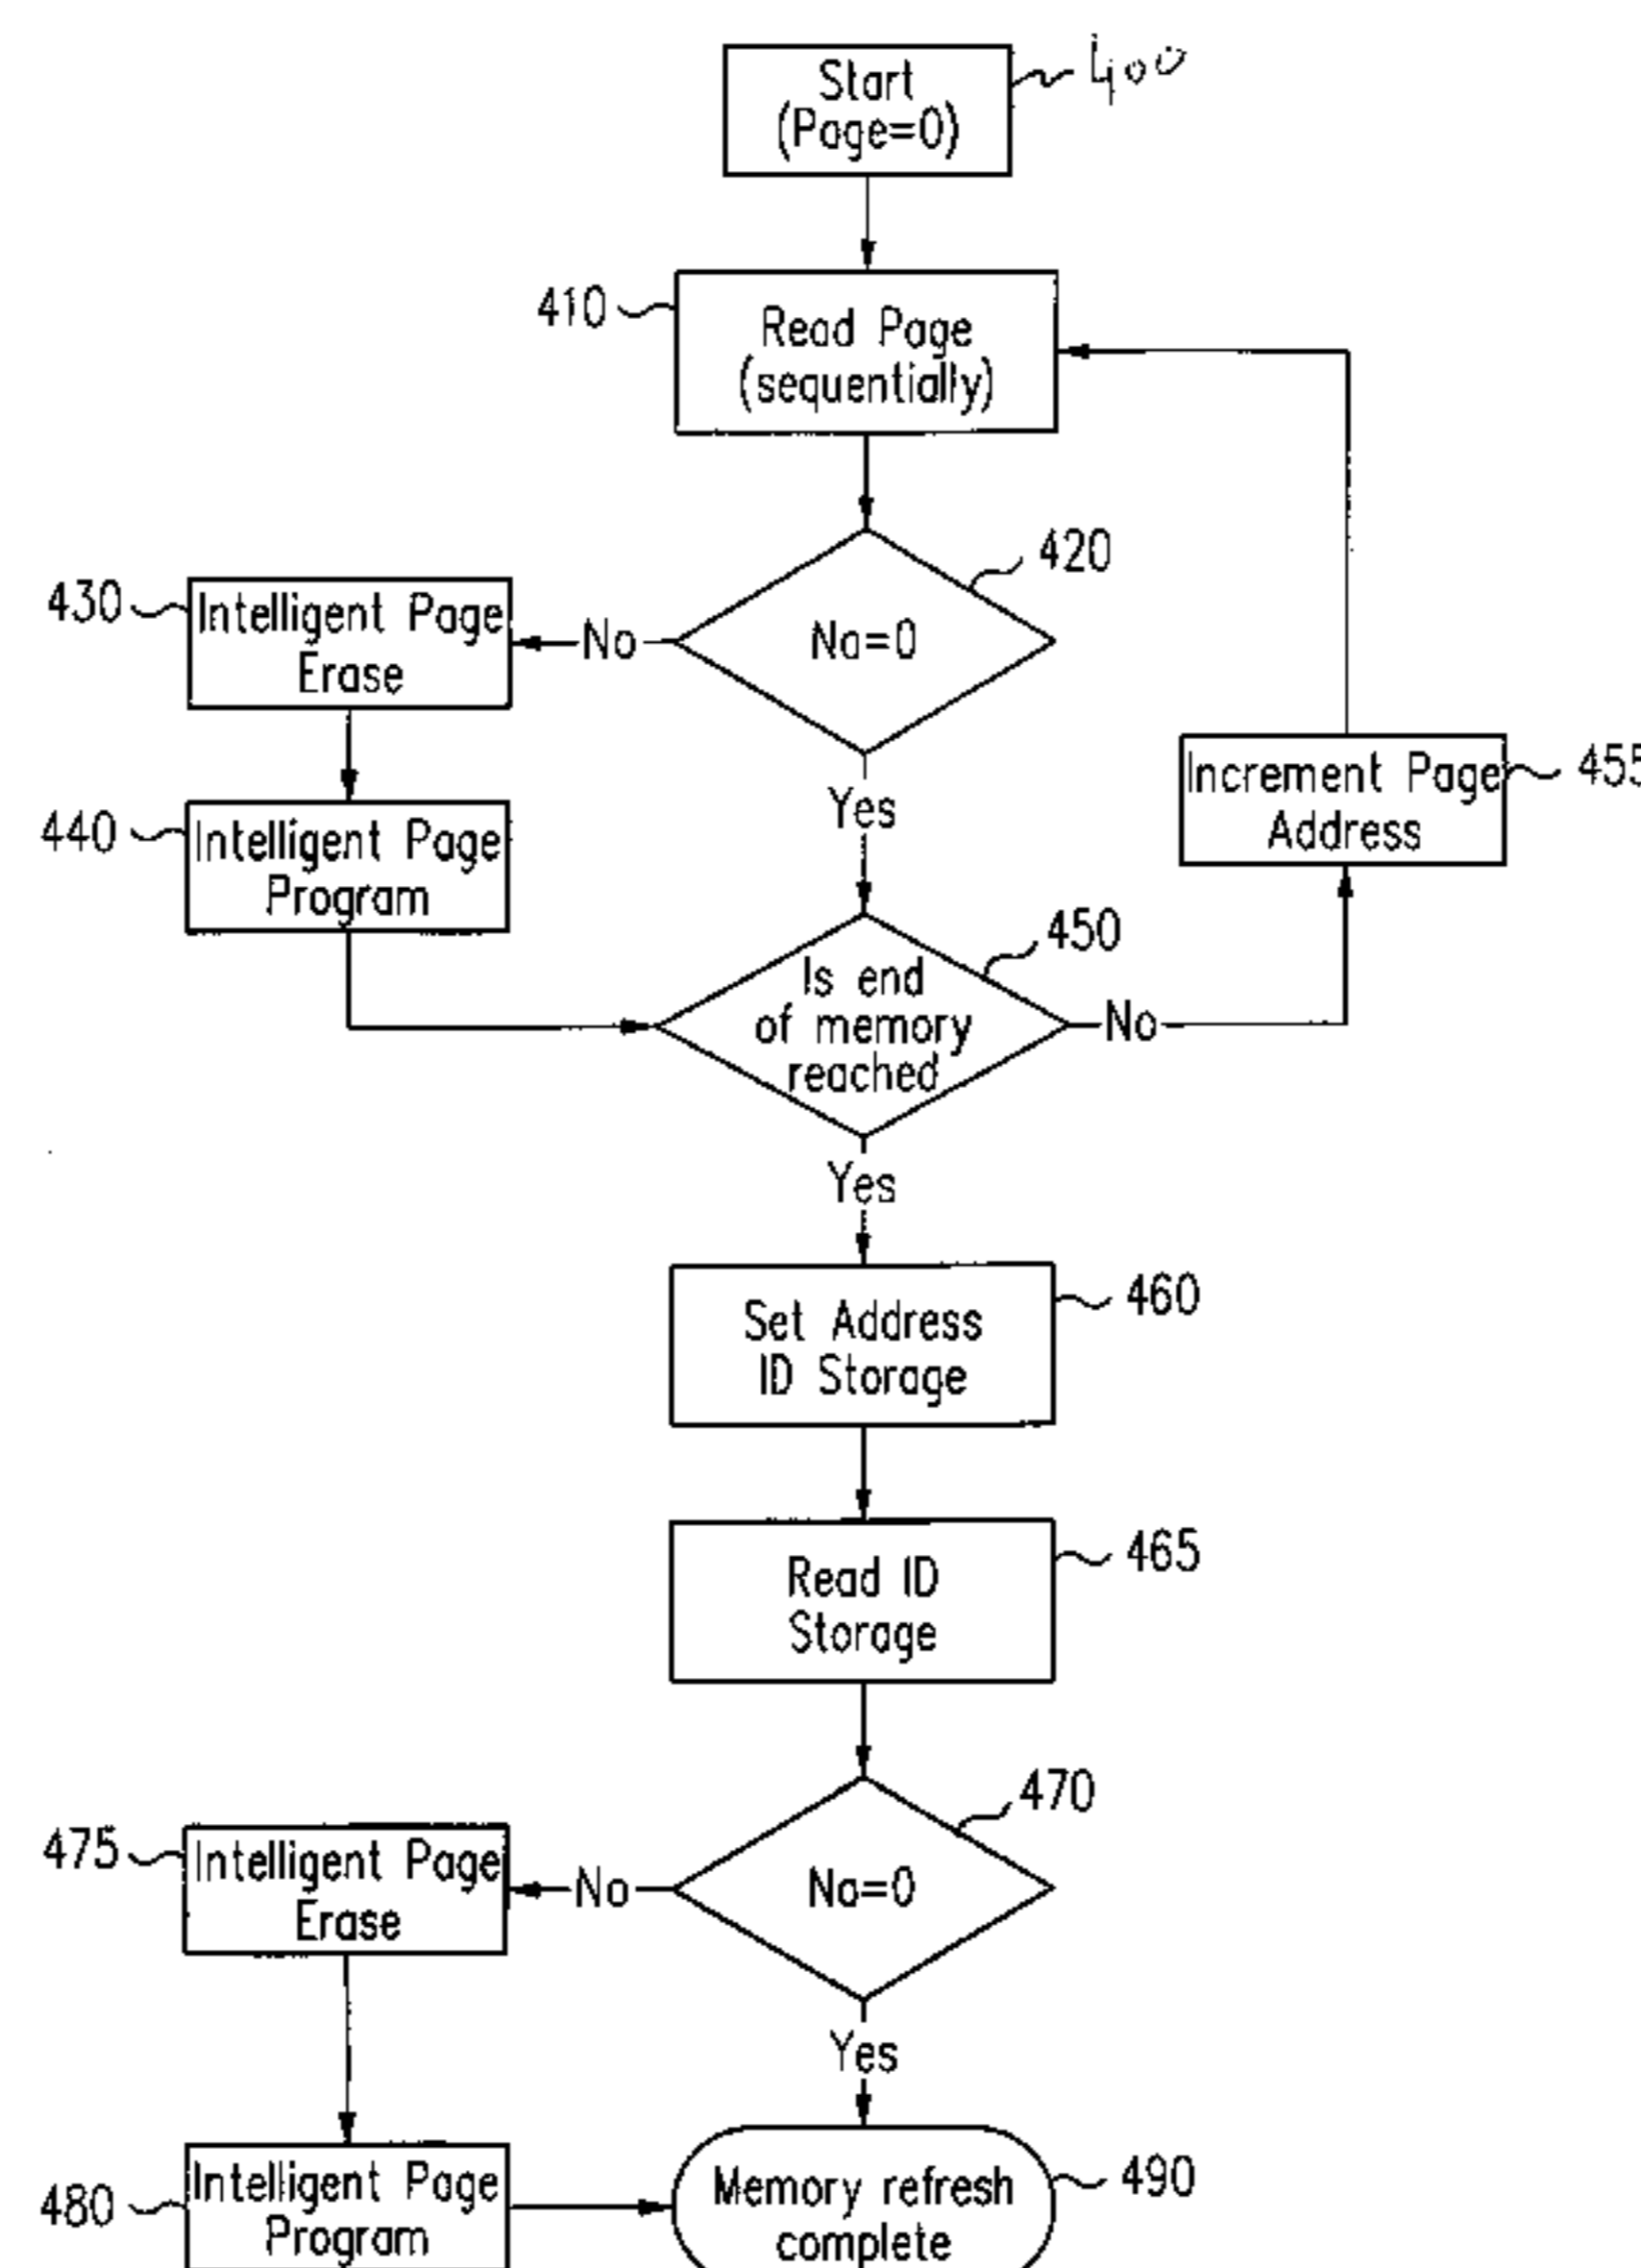 Start
(Page=0)
400
410
Read Page
(sequentially)
420
Na=0
No
430
Intelligent Page
Erase
440
Intelligent Page
Program
Yes
455
Increment Page
Address
450
Is end
of memory
reached
No
Yes
460
Set Address
ID Storage
465
Read ID
Storage
470
Na=0
No
475
Intelligent Page
Erase
Yes
480
Intelligent Page
Program
490
Memory refresh
complete